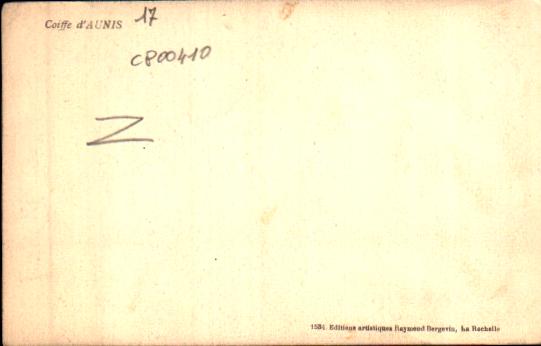 Coiffe d'AUNIS 17
CP00410
Z
1534. Editions artistiques Raymond Bergevin, La Rochelle